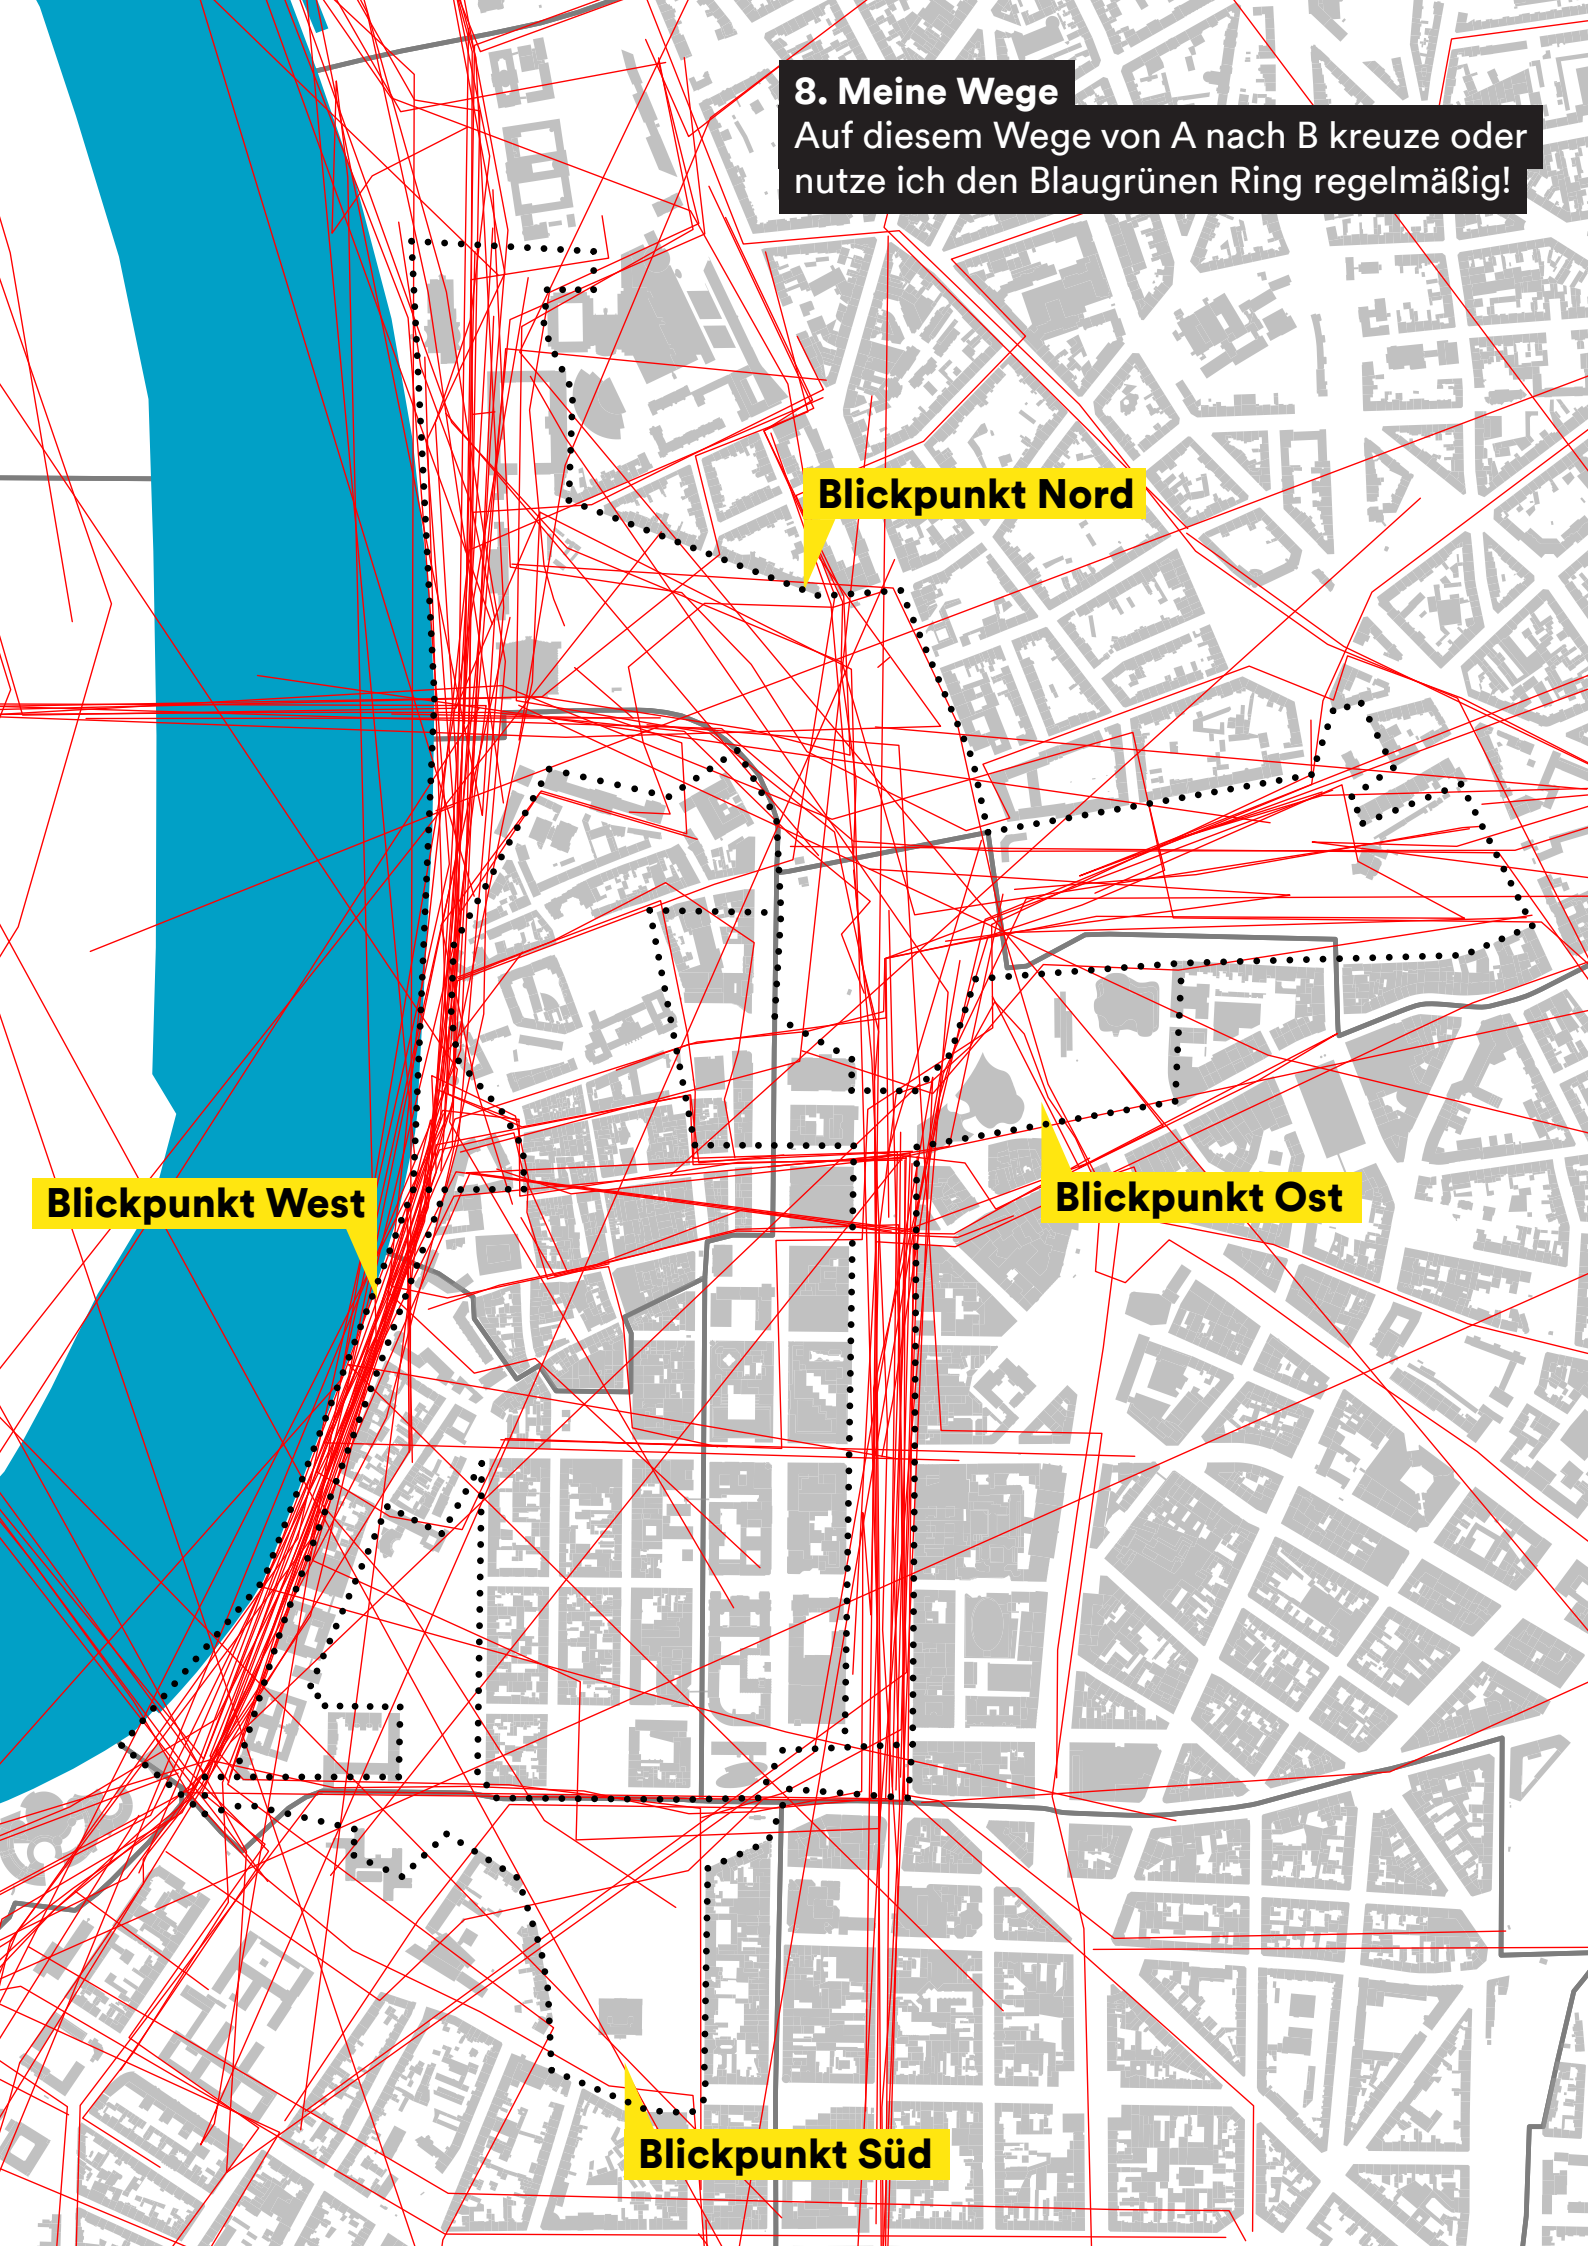 8. Meine Wege
Auf diesem Wege von A nach B kreuze oder
nutze ich den Blaugrünen Ring regelmäßig!
Blickpunkt Nord
Blickpunkt West
Blickpunkt Ost
Blickpunkt Süd